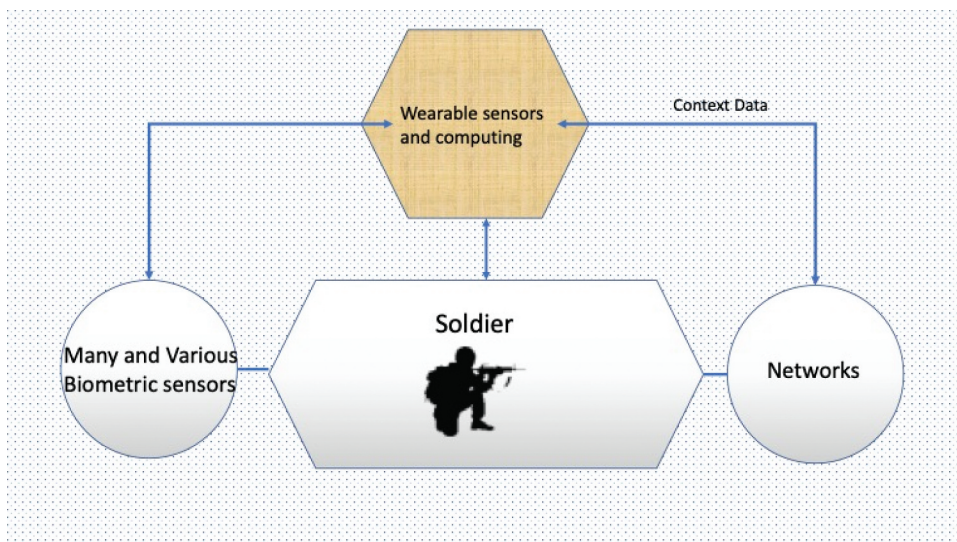 Wearable sensors
and computing
Context Data
Soldier
Many and Various
Biometric sensors
Networks